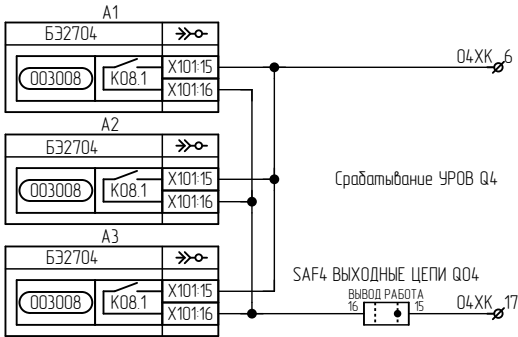 A1
БЭ2704
003008
K08.1
X101:15
X101:16
04ХК 6
A2
БЭ2704
003008
K08.1
X101:15
X101:16
Срабатывание УРОВ Q4
A3
БЭ2704
003008
K08.1
X101:15
X101:16
SAF4 ВЫХОДНЫЕ ЦЕПИ Q04
ВЫВОД РАБОТА
16 15
04ХК 17